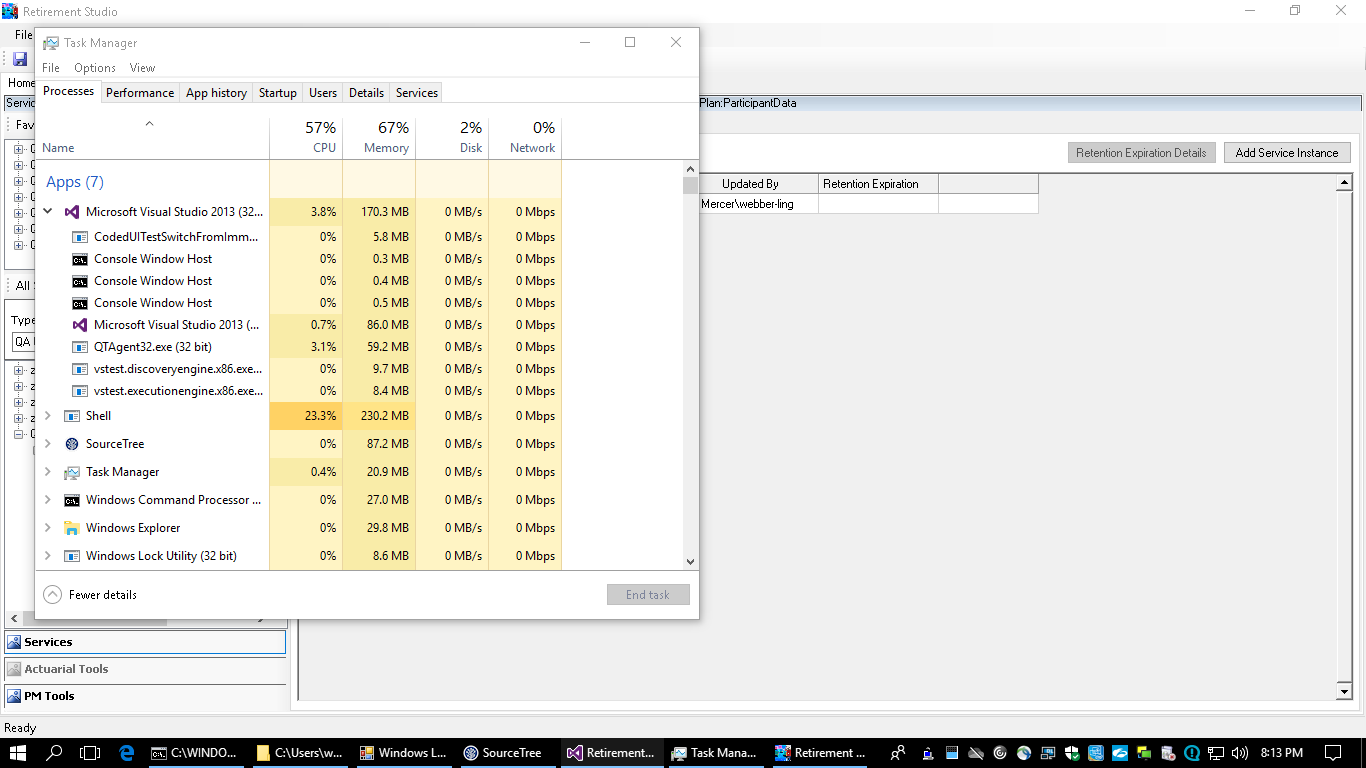 Retirement Studio
File
Task Manager
File Options View
Home
Processes Performance App history Startup Users Details Services
Plan:ParticipantData
57% 67% 2% 0%
Name CPU Memory Disk Network
Retention Expiration Details Add Service Instance
Apps (7)
Updated By Retention Expiration
Mercer\webber-ling
Microsoft Visual Studio 2013 (32... 3.8% 170.3 MB 0 MB/s 0 Mbps
CodedUITestSwitchFromImm... 0% 5.8 MB 0 MB/s 0 Mbps
Console Window Host 0% 0.3 MB 0 MB/s 0 Mbps
Console Window Host 0% 0.4 MB 0 MB/s 0 Mbps
All
Console Window Host 0% 0.5 MB 0 MB/s 0 Mbps
Type
Microsoft Visual Studio 2013 (... 0.7% 86.0 MB 0 MB/s 0 Mbps
QA
QTAgent32.exe (32 bit) 3.1% 59.2 MB 0 MB/s 0 Mbps
vstest.discoveryengine.x86.exe... 0% 9.7 MB 0 MB/s 0 Mbps
vstest.executionengine.x86.exe... 0% 8.4 MB 0 MB/s 0 Mbps
Shell 23.3% 230.2 MB 0 MB/s 0 Mbps
SourceTree 0% 87.2 MB 0 MB/s 0 Mbps
Task Manager 0.4% 20.9 MB 0 MB/s 0 Mbps
Windows Command Processor ... 0% 27.0 MB 0 MB/s 0 Mbps
Windows Explorer 0% 29.8 MB 0 MB/s 0 Mbps
Windows Lock Utility (32 bit) 0% 8.6 MB 0 MB/s 0 Mbps
Fewer details End task
Services
Actuarial Tools
PM Tools
Ready
C:\WINDO... C:\Users\w... Windows L... SourceTree Retirement... Task Mana... Retirement ... 8:13 PM